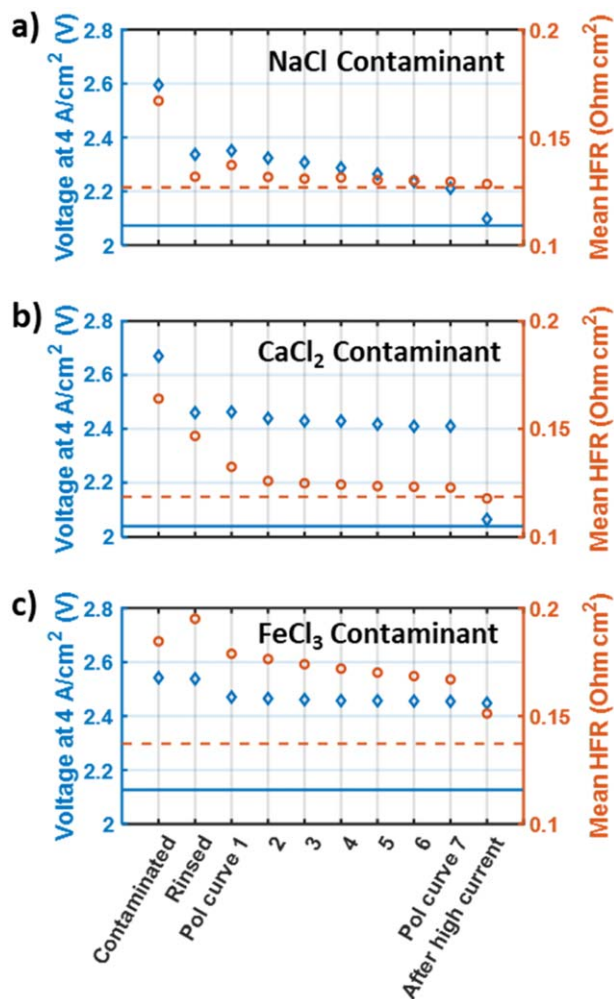 a)
NaCl Contaminant
Voltage at 4 A/cm² (V)
2.8
2.6
2.4
2.2
2
0.2
0.15
0.1
Mean HFR (Ohm cm²)
b)
CaCl₂ Contaminant
Voltage at 4 A/cm² (V)
2.8
2.6
2.4
2.2
2
0.2
0.15
0.1
Mean HFR (Ohm cm²)
c)
FeCl₃ Contaminant
Voltage at 4 A/cm² (V)
2.8
2.6
2.4
2.2
2
0.2
0.15
0.1
Mean HFR (Ohm cm²)
Contaminated
Rinsed
Pol curve 1
2
3
4
5
6
Pol curve 7
After high current